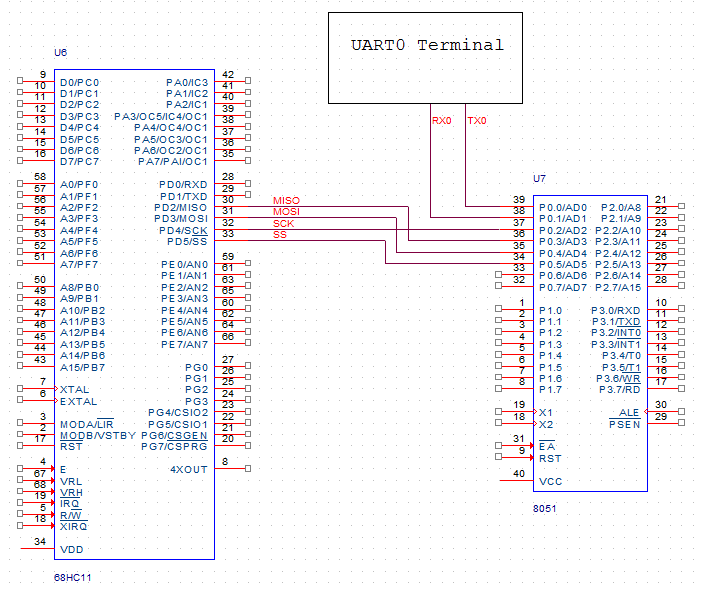 UART0 Terminal
RX0 TX0
U6
9 D0/PC0 PA0/IC3 42
10 D1/PC1 PA1/IC2 41
11 D2/PC2 PA2/IC1 40
12 D3/PC3 PA3/OC5/IC4/OC1 39
13 D4/PC4 PA4/OC4/OC1 38
14 D5/PC5 PA5/OC3/OC1 37
15 D6/PC6 PA6/OC2/OC1 36
16 D7/PC7 PA7/PAI/OC1 35
58 A0/PF0 PD0/RXD 28
57 A1/PF1 PD1/TXD 29
56 A2/PF2 PD2/MISO 30 MISO
55 A3/PF3 PD3/MOSI 31 MOSI
54 A4/PF4 PD4/SCK 32 SCK
53 A5/PF5 PD5/SS 33 SS
52 A6/PF6
51 A7/PF7
50 A8/PB0 PE0/AN0 59
49 A9/PB1 PE1/AN1 61
48 A10/PB2 PE2/AN2 63
47 A11/PB3 PE3/AN3 65
46 A12/PB4 PE4/AN4 60
45 A13/PB5 PE5/AN5 62
44 A14/PB6 PE6/AN6 64
43 A15/PB7 PE7/AN7 66
PG0 27
PG1 26
7 XTAL PG2 25
6 EXTAL PG3 24
PG4/CSIO2 23
3 MODA/LIR PG5/CSIO1 22
2 MODB/VSTBY PG6/CSGEN 21
17 RST PG7/CSPRG 20
4 E 4XOUT 8
67 VRL
68 VRH
19 IRQ
5 R/W
18 XIRQ
34 VDD
68HC11
U7
39 P0.0/AD0 P2.0/A8 21
38 P0.1/AD1 P2.1/A9 22
37 P0.2/AD2 P2.2/A10 23
36 P0.3/AD3 P2.3/A11 24
35 P0.4/AD4 P2.4/A12 25
34 P0.5/AD5 P2.5/A13 26
33 P0.6/AD6 P2.6/A14 27
32 P0.7/AD7 P2.7/A15 28
1 P1.0 P3.0/RXD 10
2 P1.1 P3.1/TXD 11
3 P1.2 P3.2/INT0 12
4 P1.3 P3.3/INT1 13
5 P1.4 P3.4/T0 14
6 P1.5 P3.5/T1 15
7 P1.6 P3.6/WR 16
8 P1.7 P3.7/RD 17
19 X1 ALE 30
18 X2 PSEN 29
31 EA
9 RST
40 VCC
8051